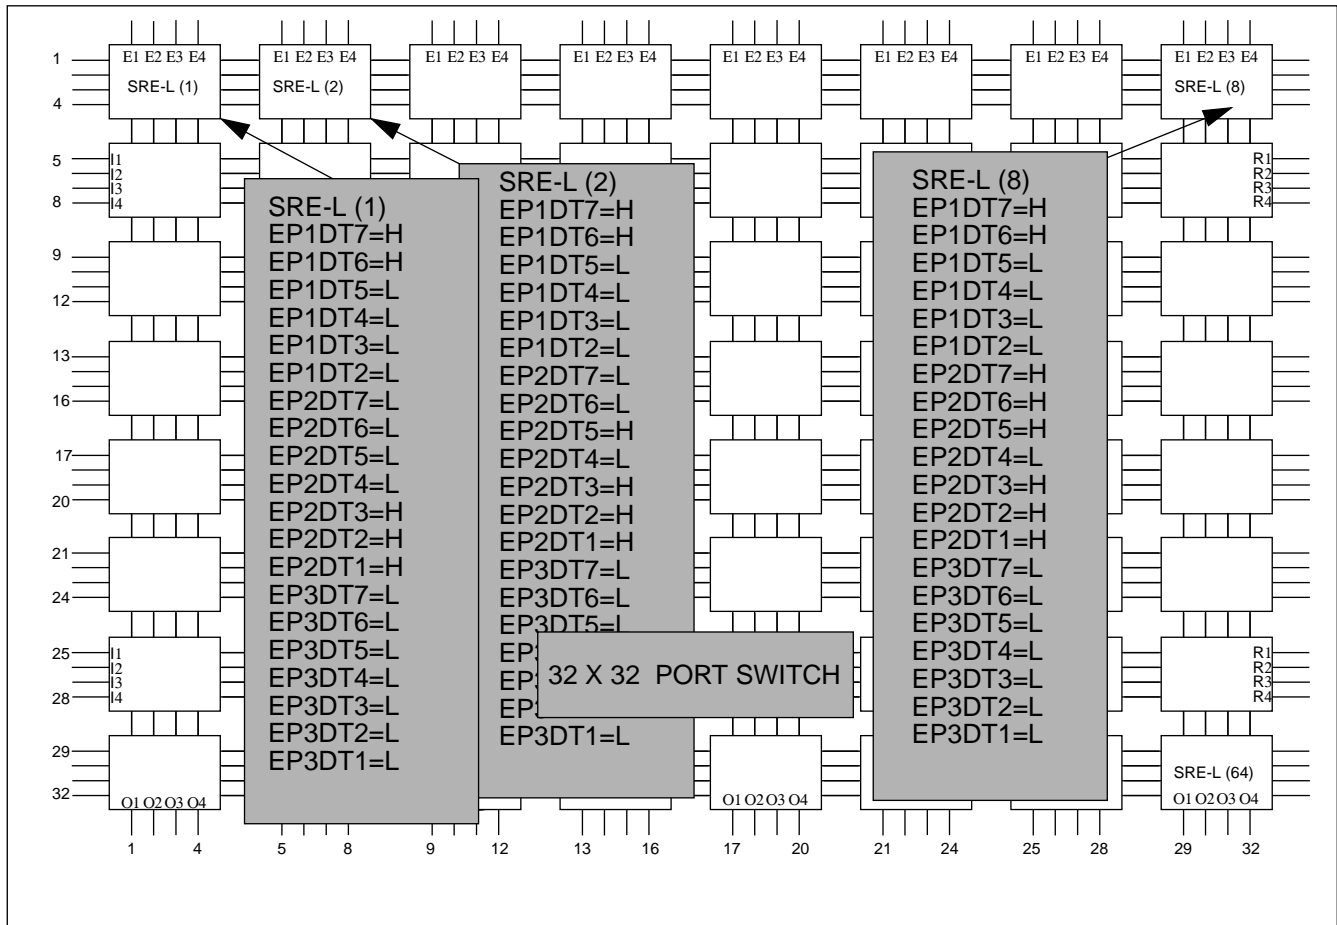 E1 E2 E3 E4
E1 E2 E3 E4
E1 E2 E3 E4
E1 E2 E3 E4
E1 E2 E3 E4
E1 E2 E3 E4
E1 E2 E3 E4
E1 E2 E3 E4
1
SRE-L (1)
SRE-L (2)
SRE-L (8)
4
5
I1
I2
I3
I4
8
R1
R2
R3
R4
9
12
13
16
17
20
21
24
25
I1
I2
I3
I4
28
R1
R2
R3
R4
29
32
SRE-L (1)
EP1DT7=H
EP1DT6=H
EP1DT5=L
EP1DT4=L
EP1DT3=L
EP1DT2=L
EP2DT7=L
EP2DT6=L
EP2DT5=L
EP2DT4=L
EP2DT3=H
EP2DT2=H
EP2DT1=H
EP3DT7=L
EP3DT6=L
EP3DT5=L
EP3DT4=L
EP3DT3=L
EP3DT2=L
EP3DT1=L
SRE-L (2)
EP1DT7=H
EP1DT6=H
EP1DT5=L
EP1DT4=L
EP1DT3=L
EP1DT2=L
EP2DT7=L
EP2DT6=L
EP2DT5=H
EP2DT4=L
EP2DT3=H
EP2DT2=H
EP2DT1=H
EP3DT7=L
EP3DT6=L
EP3DT5=L
EP3DT1=L
32 X 32 PORT SWITCH
SRE-L (8)
EP1DT7=H
EP1DT6=H
EP1DT5=L
EP1DT4=L
EP1DT3=L
EP1DT2=L
EP2DT7=H
EP2DT6=H
EP2DT5=H
EP2DT4=L
EP2DT3=H
EP2DT2=H
EP2DT1=H
EP3DT7=L
EP3DT6=L
EP3DT5=L
EP3DT4=L
EP3DT3=L
EP3DT2=L
EP3DT1=L
SRE-L (64)
O1 O2 O3 O4
O1 O2 O3 O4
O1 O2 O3 O4
1 4 5 8 9 12 13 16 17 20 21 24 25 28 29 32